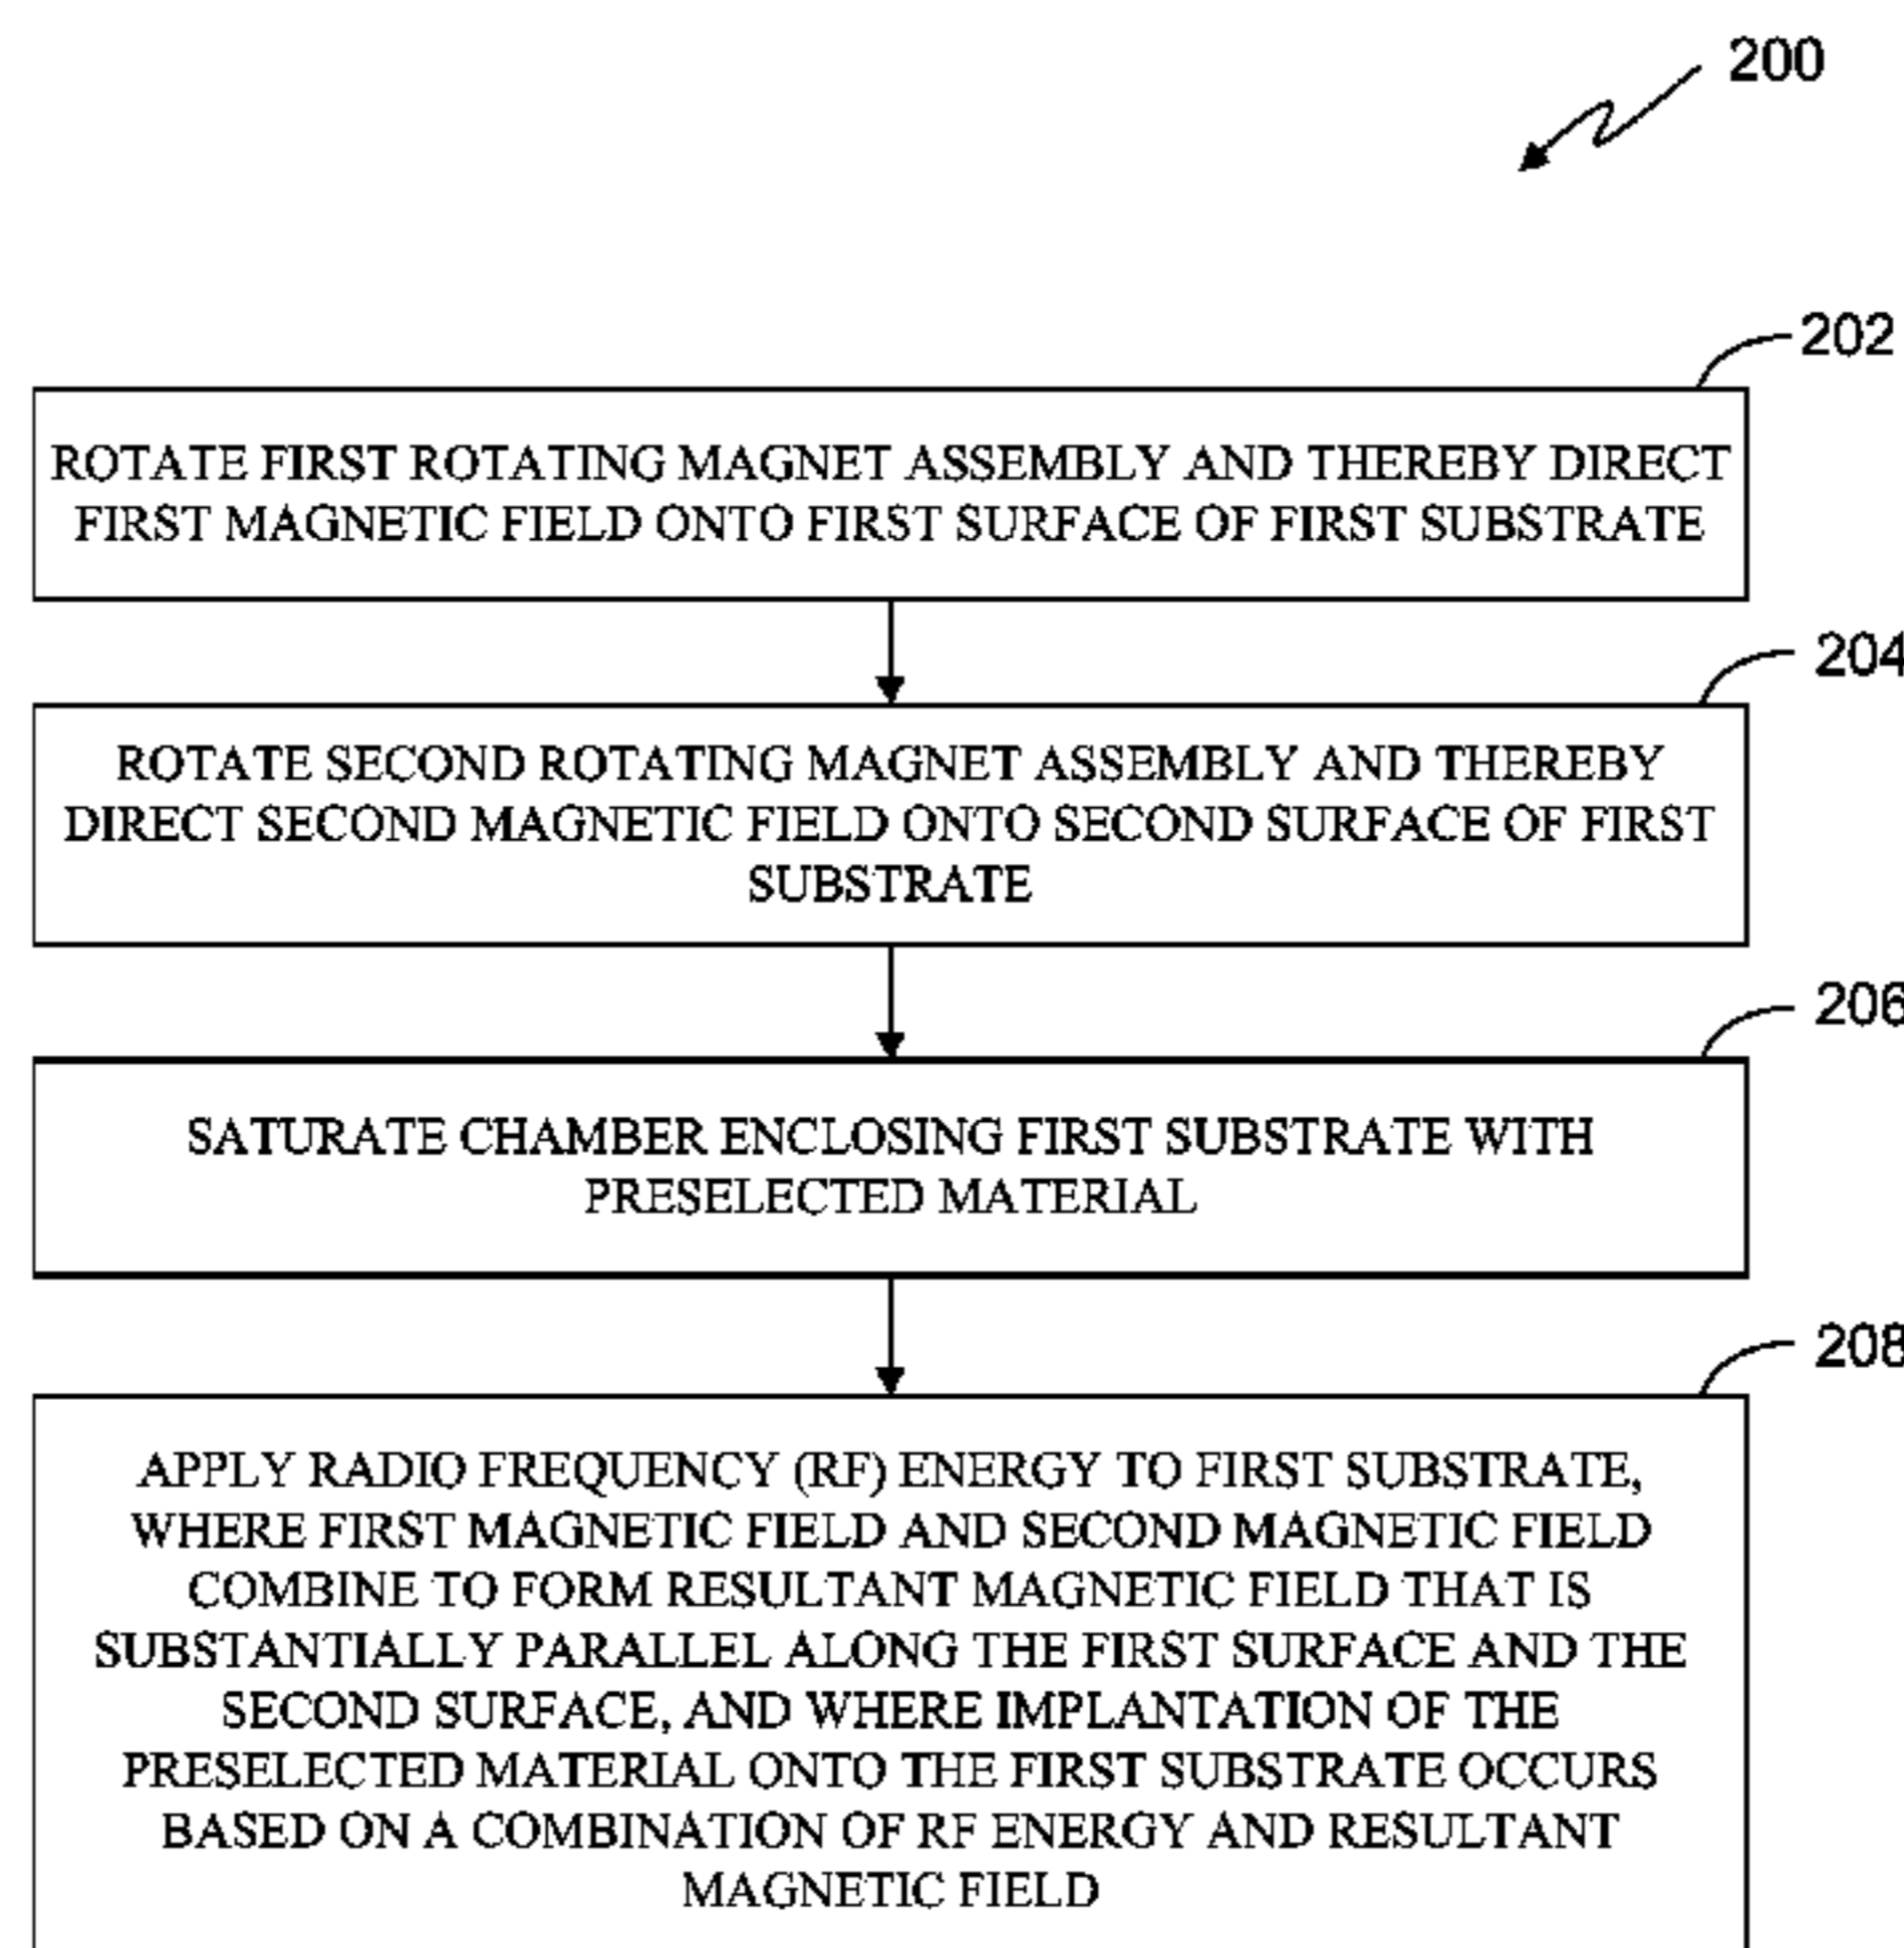 200
202
ROTATE FIRST ROTATING MAGNET ASSEMBLY AND THEREBY DIRECT
FIRST MAGNETIC FIELD ONTO FIRST SURFACE OF FIRST SUBSTRATE
204
ROTATE SECOND ROTATING MAGNET ASSEMBLY AND THEREBY
DIRECT SECOND MAGNETIC FIELD ONTO SECOND SURFACE OF FIRST
SUBSTRATE
206
SATURATE CHAMBER ENCLOSING FIRST SUBSTRATE WITH
PRESELECTED MATERIAL
208
APPLY RADIO FREQUENCY (RF) ENERGY TO FIRST SUBSTRATE,
WHERE FIRST MAGNETIC FIELD AND SECOND MAGNETIC FIELD
COMBINE TO FORM RESULTANT MAGNETIC FIELD THAT IS
SUBSTANTIALLY PARALLEL ALONG THE FIRST SURFACE AND THE
SECOND SURFACE, AND WHERE IMPLANTATION OF THE
PRESELECTED MATERIAL ONTO THE FIRST SUBSTRATE OCCURS
BASED ON A COMBINATION OF RF ENERGY AND RESULTANT
MAGNETIC FIELD